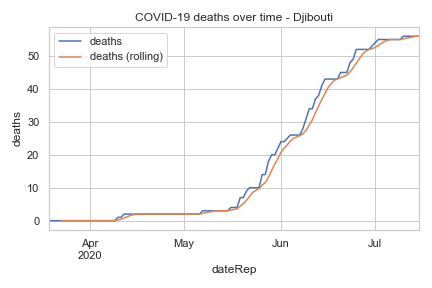 COVID-19 deaths over time - Djibouti
deaths
deaths (rolling)
50
40
30
20
10
0
deaths
Apr
2020
May
Jun
Jul
dateRep